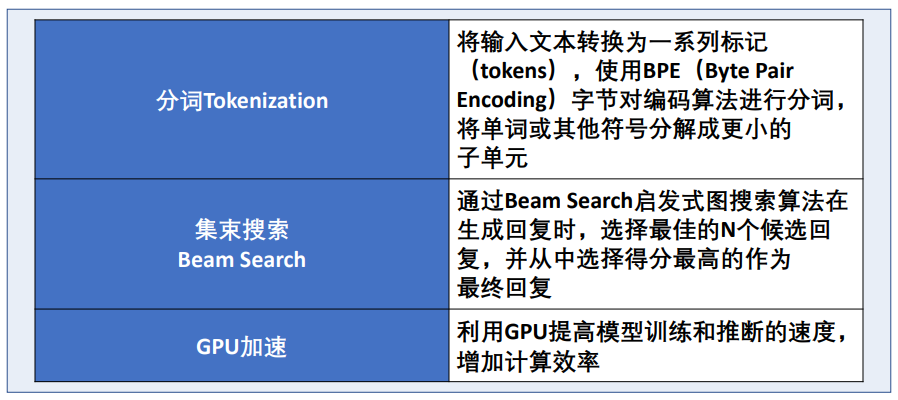 分词Tokenization
将输入文本转换为一系列标记
（tokens），使用BPE（Byte Pair
Encoding）字节对编码算法进行分词，
将单词或其他符号分解成更小的
子单元
集束搜索
Beam Search
通过Beam Search启发式图搜索算法在
生成回复时，选择最佳的N个候选回
复，并从中选择得分最高的作为
最终回复
GPU加速
利用GPU提高模型训练和推断的速度，
增加计算效率